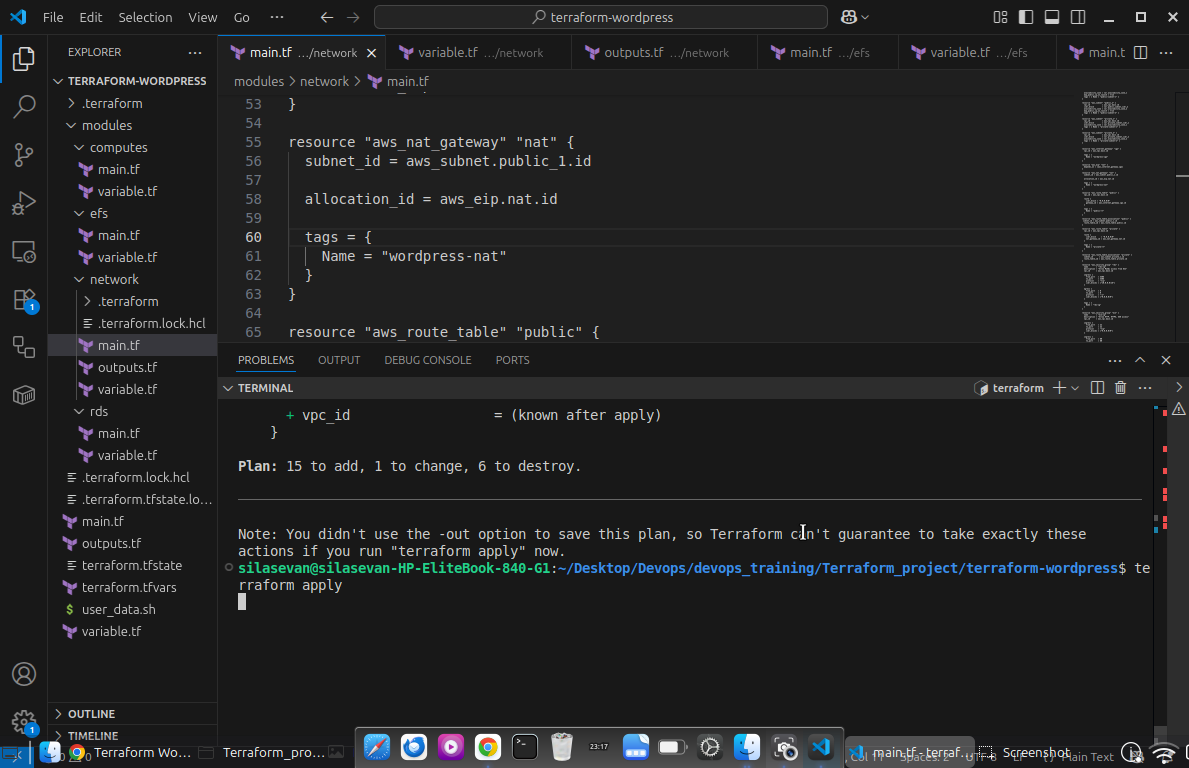 File Edit Selection View Go ··· terraform-wordpress
EXPLORER ···
TERRAFORM-WORDPRESS
.terraform
modules
computes
main.tf
variable.tf
efs
main.tf
variable.tf
network
.terraform
.terraform.lock.hcl
main.tf
outputs.tf
variable.tf
rds
main.tf
variable.tf
.terraform.lock.hcl
.terraform.tfstate.lo...
main.tf
outputs.tf
terraform.tfstate
terraform.tfvars
user_data.sh
variable.tf
OUTLINE
TIMELINE
1
1
main.tf .../network variable.tf .../network outputs.tf .../network main.tf .../efs variable.tf .../efs main.t ···
modules > network > main.tf
53 }
54
55 resource "aws_nat_gateway" "nat" {
56 subnet_id = aws_subnet.public_1.id
57
58 allocation_id = aws_eip.nat.id
59
60 tags = {
61 Name = "wordpress-nat"
62 }
63 }
64
65 resource "aws_route_table" "public" {
PROBLEMS OUTPUT DEBUG CONSOLE PORTS ···
TERMINAL terraform ···
+ vpc_id = (known after apply)
}
Plan: 15 to add, 1 to change, 6 to destroy.
Note: You didn't use the -out option to save this plan, so Terraform can't guarantee to take exactly these
actions if you run "terraform apply" now.
silasevan@silasevan-HP-EliteBook-840-G1:~/Desktop/Devops/devops_training/Terraform_project/terraform-wordpress$ te
rraform apply
Terraform Wo... Terraform_pro... 23:17 main.tf - terraf... Screenshot
Spaces: 2 Plain Text